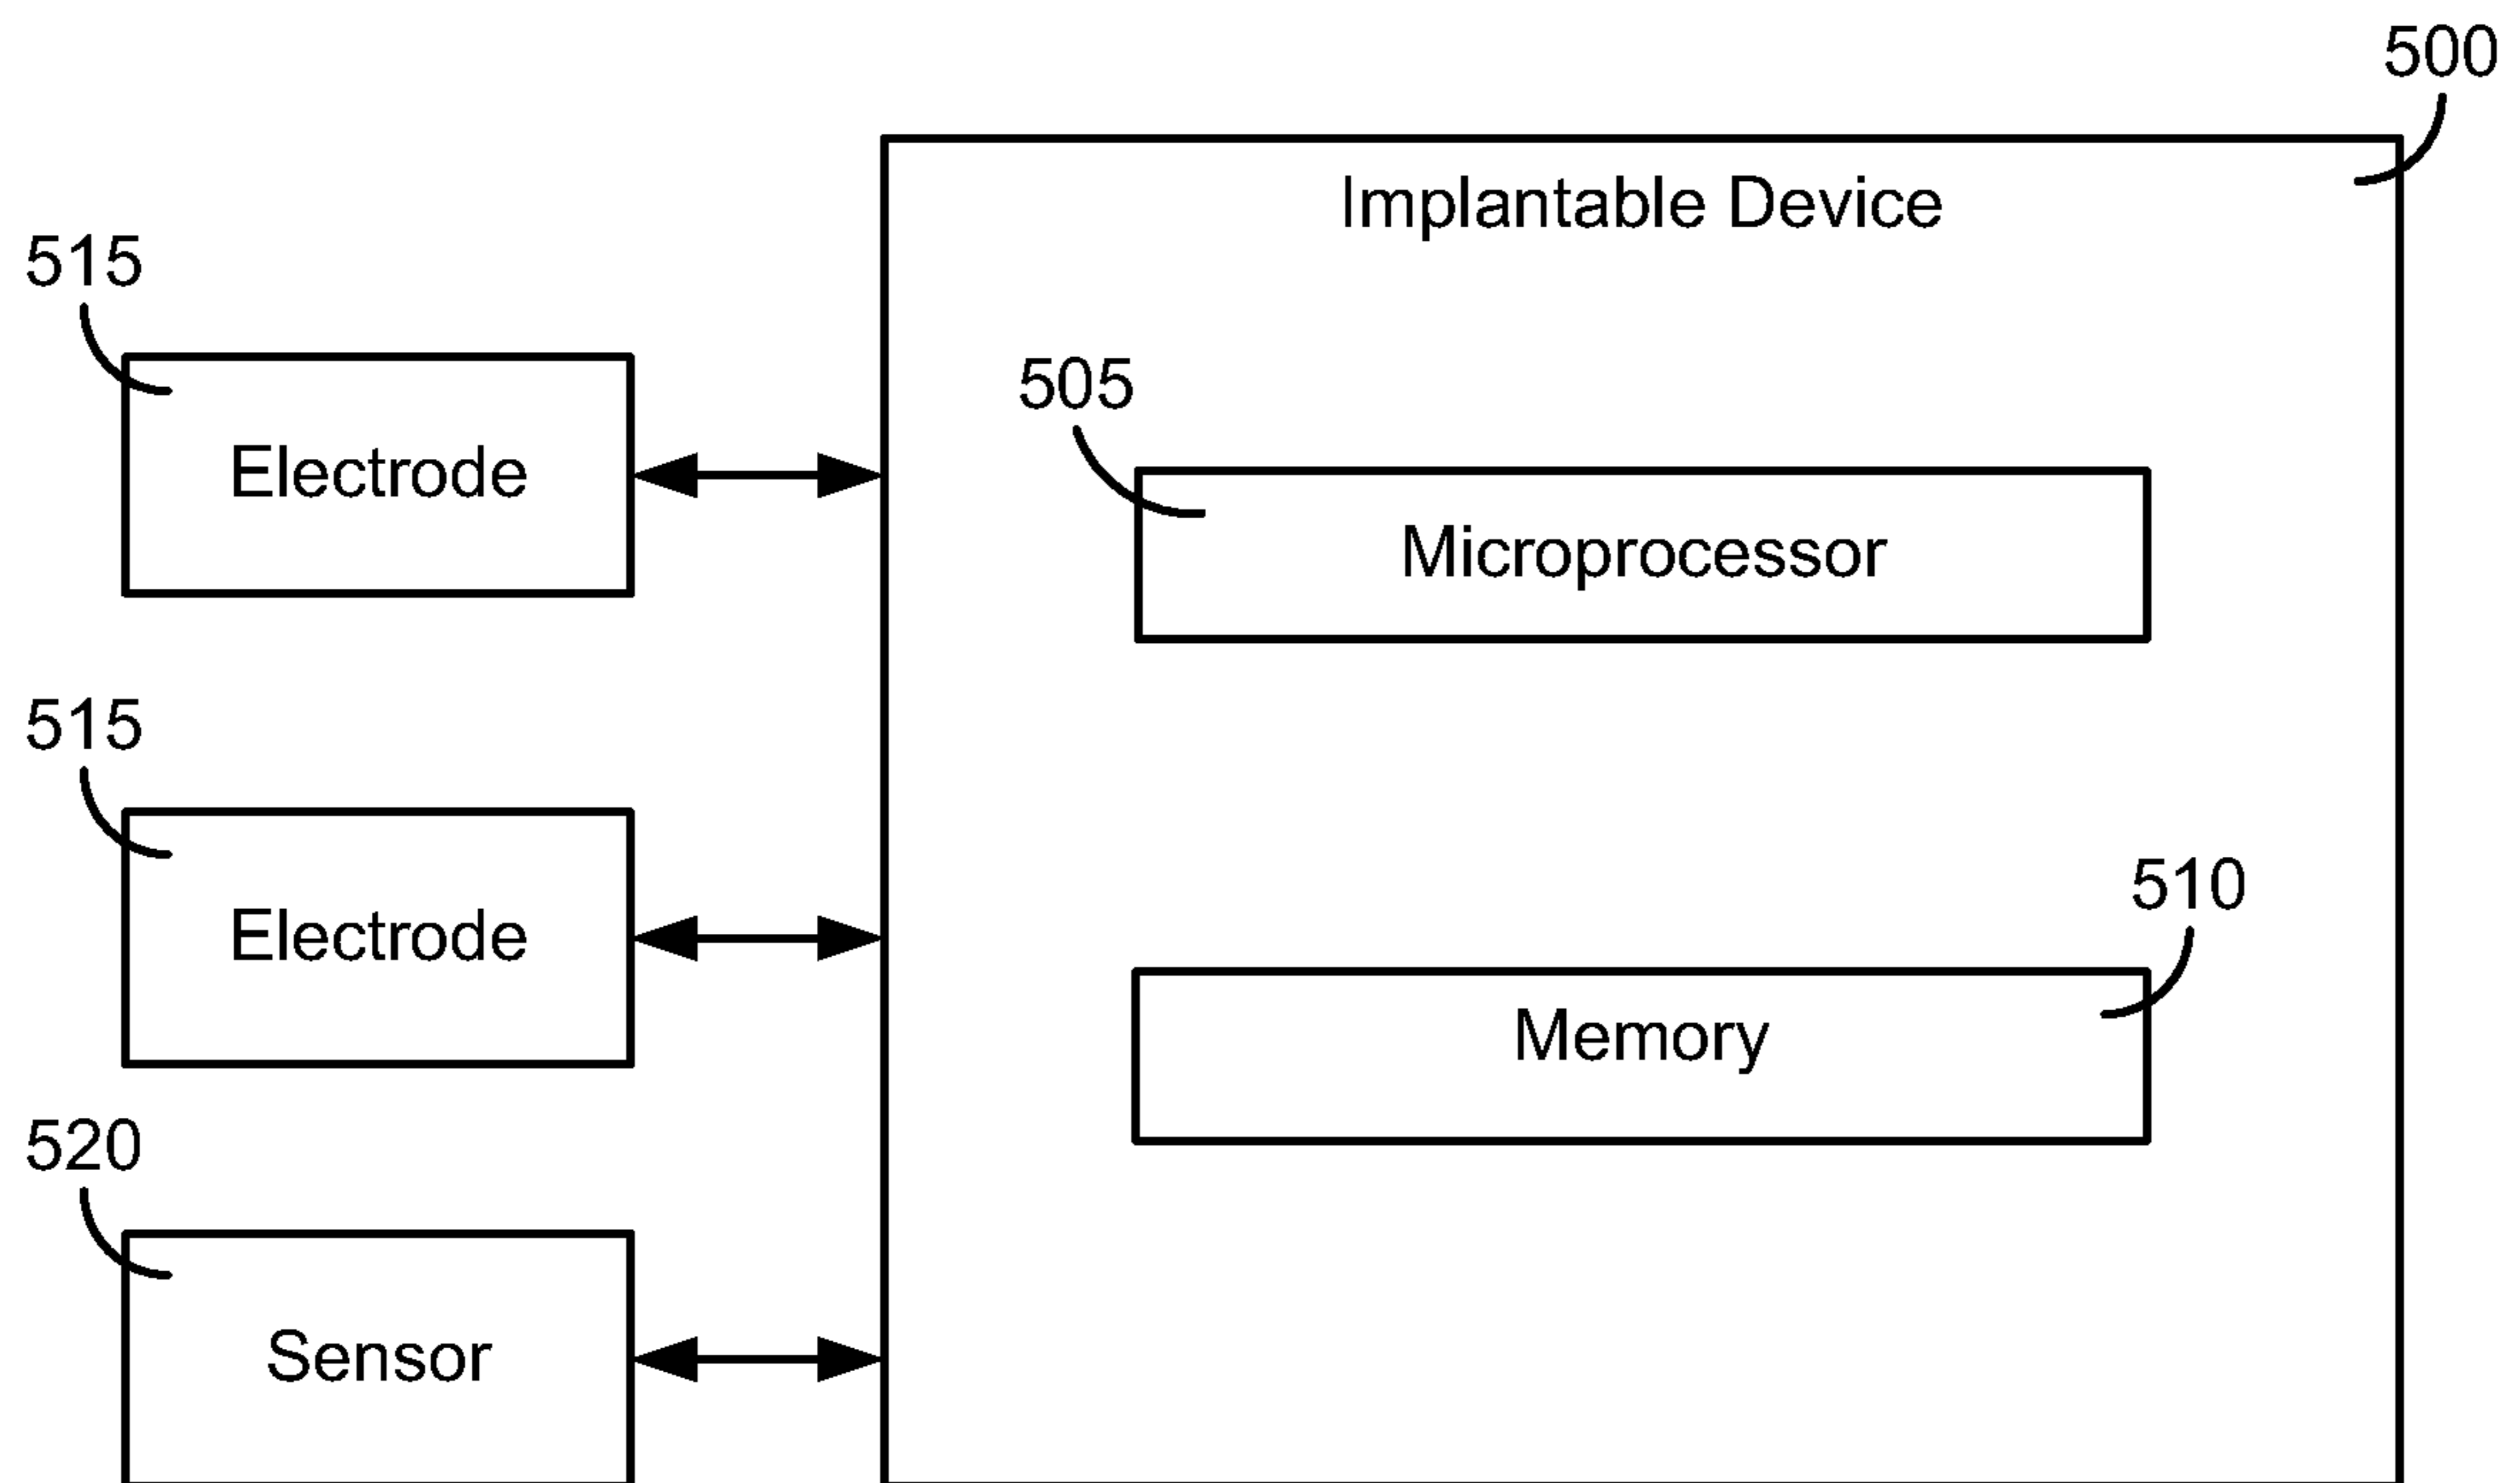 500
Implantable Device
515
Electrode
505
Microprocessor
515
Electrode
510
Memory
520
Sensor